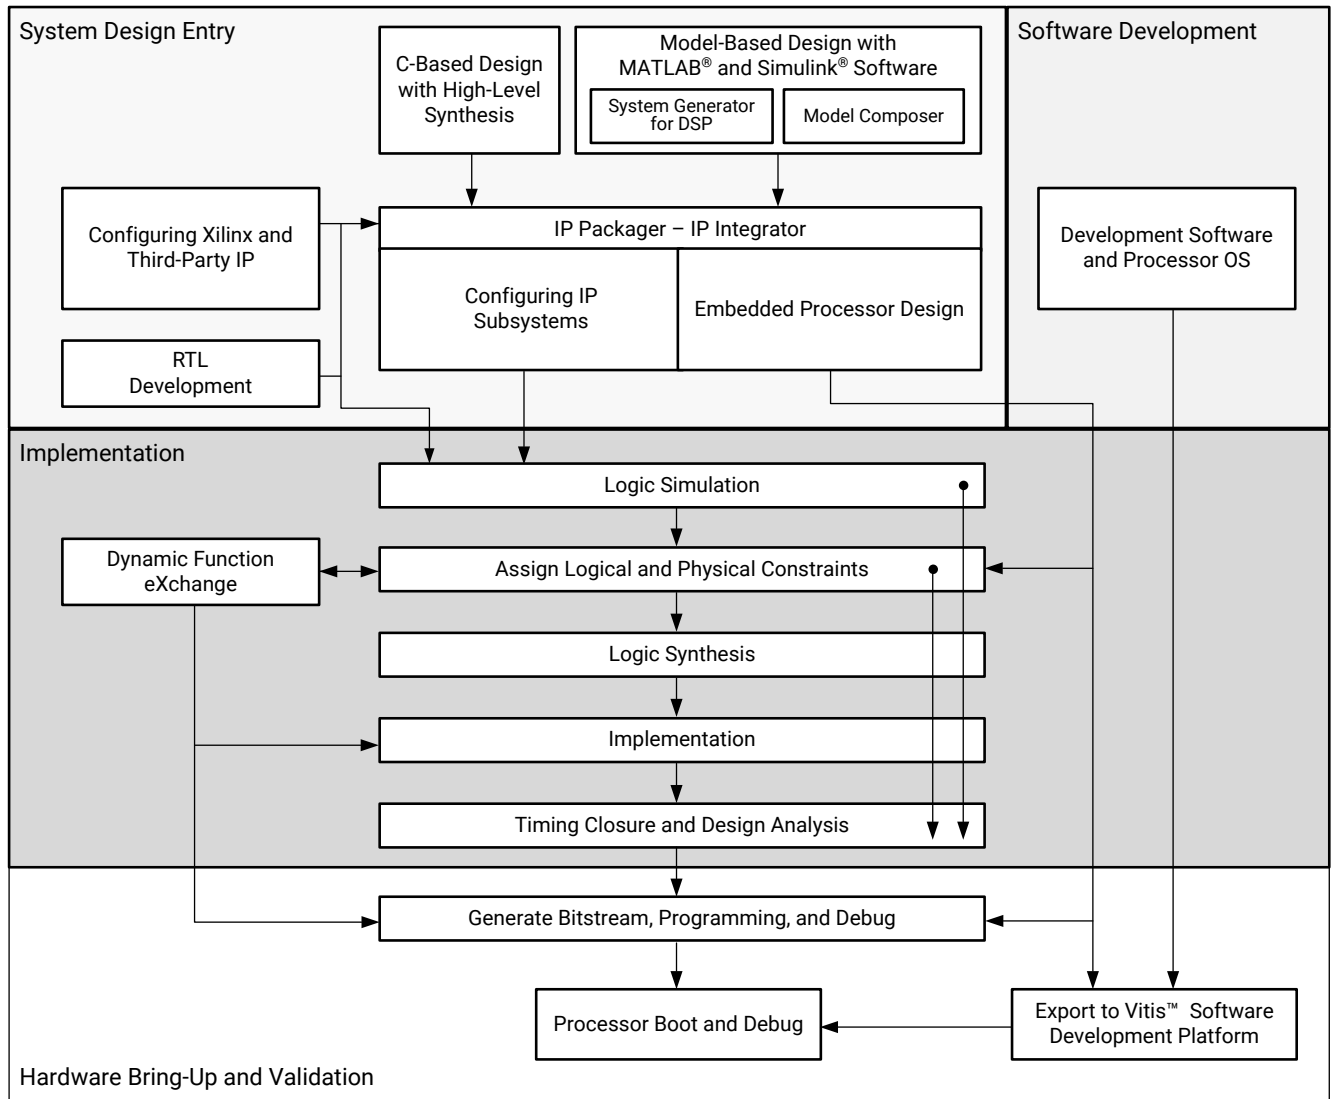 System Design Entry
Software Development
C-Based Design
with High-Level
Synthesis
Model-Based Design with
MATLAB® and Simulink® Software
System Generator
for DSP
Model Composer
Configuring Xilinx and
Third-Party IP
IP Packager – IP Integrator
Configuring IP
Subsystems
Embedded Processor Design
Development Software
and Processor OS
RTL
Development
Implementation
Logic Simulation
Dynamic Function
eXchange
Assign Logical and Physical Constraints
Logic Synthesis
Implementation
Timing Closure and Design Analysis
Generate Bitstream, Programming, and Debug
Processor Boot and Debug
Export to Vitis™ Software
Development Platform
Hardware Bring-Up and Validation